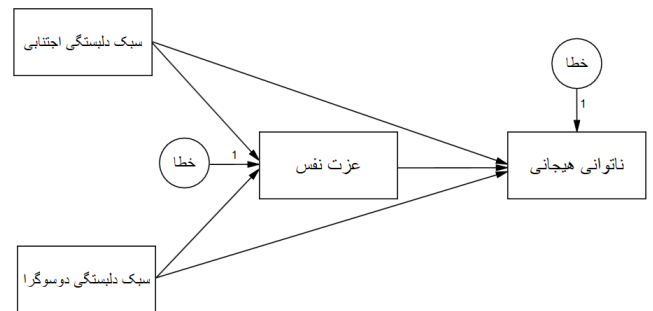 سبک دلبستگی اجتنابی
خطا
1
خطا
1
عزت نفس
ناتوانی هیجانی
سبک دلبستگی دوسوگرا